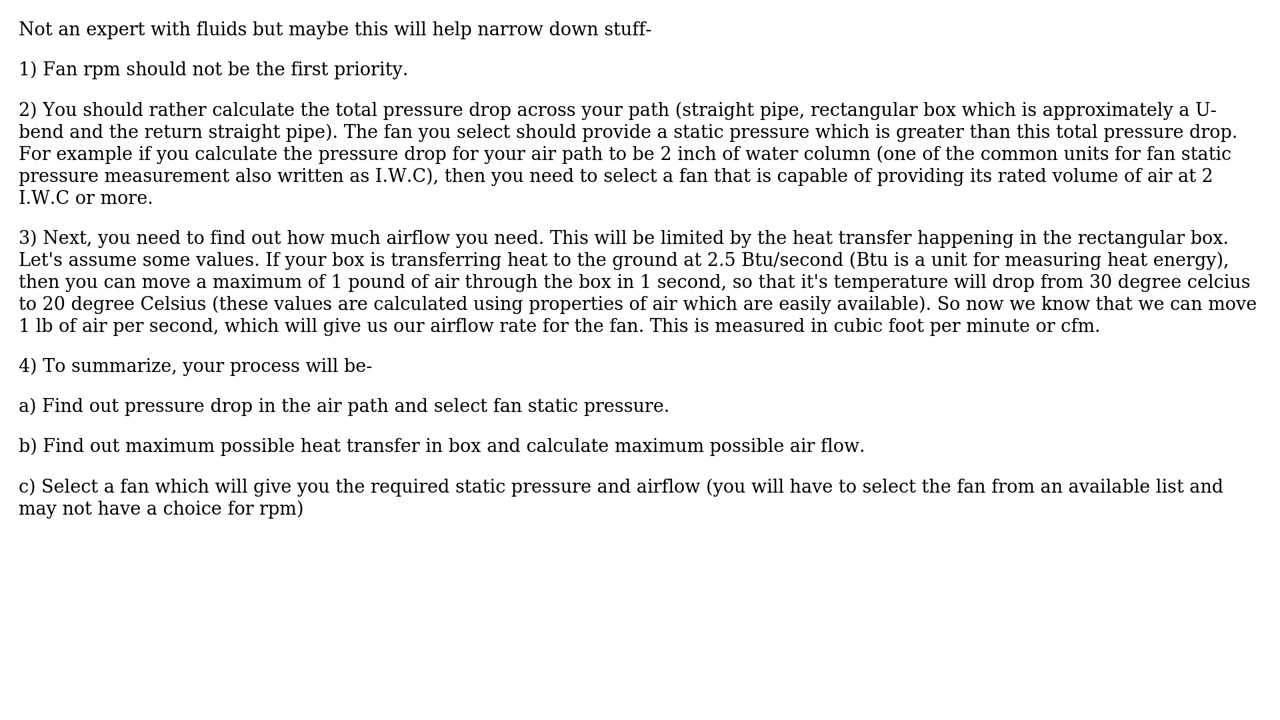 Not an expert with fluids but maybe this will help narrow down stuff-
1) Fan rpm should not be the first priority.
2) You should rather calculate the total pressure drop across your path (straight pipe, rectangular box which is approximately a U-
bend and the return straight pipe). The fan you select should provide a static pressure which is greater than this total pressure drop.
For example if you calculate the pressure drop for your air path to be 2 inch of water column (one of the common units for fan static
pressure measurement also written as I.W.C), then you need to select a fan that is capable of providing its rated volume of air at 2
I.W.C or more.
3) Next, you need to find out how much airflow you need. This will be limited by the heat transfer happening in the rectangular box.
Let's assume some values. If your box is transferring heat to the ground at 2.5 Btu/second (Btu is a unit for measuring heat energy),
then you can move a maximum of 1 pound of air through the box in 1 second, so that it's temperature will drop from 30 degree celcius
to 20 degree Celsius (these values are calculated using properties of air which are easily available). So now we know that we can move
1 lb of air per second, which will give us our airflow rate for the fan. This is measured in cubic foot per minute or cfm.
4) To summarize, your process will be-
a) Find out pressure drop in the air path and select fan static pressure.
b) Find out maximum possible heat transfer in box and calculate maximum possible air flow.
c) Select a fan which will give you the required static pressure and airflow (you will have to select the fan from an available list and
may not have a choice for rpm)